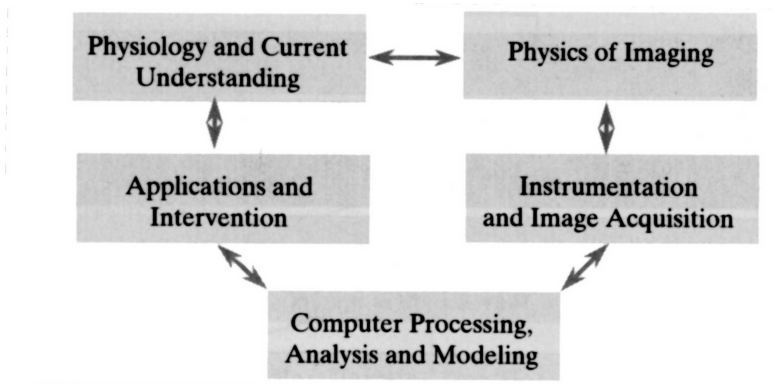 Physiology and Current
Understanding
Physics of Imaging
Applications and
Intervention
Instrumentation
and Image Acquisition
Computer Processing,
Analysis and Modeling